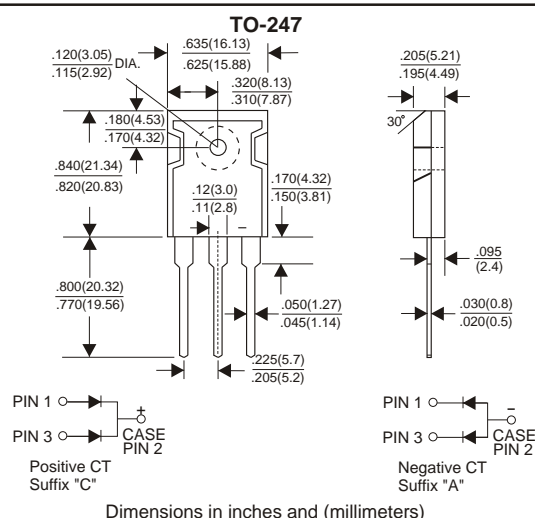 TO-247
.120(3.05)
.115(2.92)
DIA.
.635(16.13)
.625(15.88)
.320(8.13)
.310(7.87)
.205(5.21)
.195(4.49)
.180(4.53)
.170(4.32)
30°
.840(21.34)
.820(20.83)
.12(3.0)
.11(2.8)
.170(4.32)
.150(3.81)
.800(20.32)
.770(19.56)
.050(1.27)
.045(1.14)
.095
(2.4)
.030(0.8)
.020(0.5)
.225(5.7)
.205(5.2)
PIN 1
PIN 3
+
CASE
PIN 2
Positive CT
Suffix "C"
PIN 1
PIN 3
-
CASE
PIN 2
Negative CT
Suffix "A"
Dimensions in inches and (millimeters)